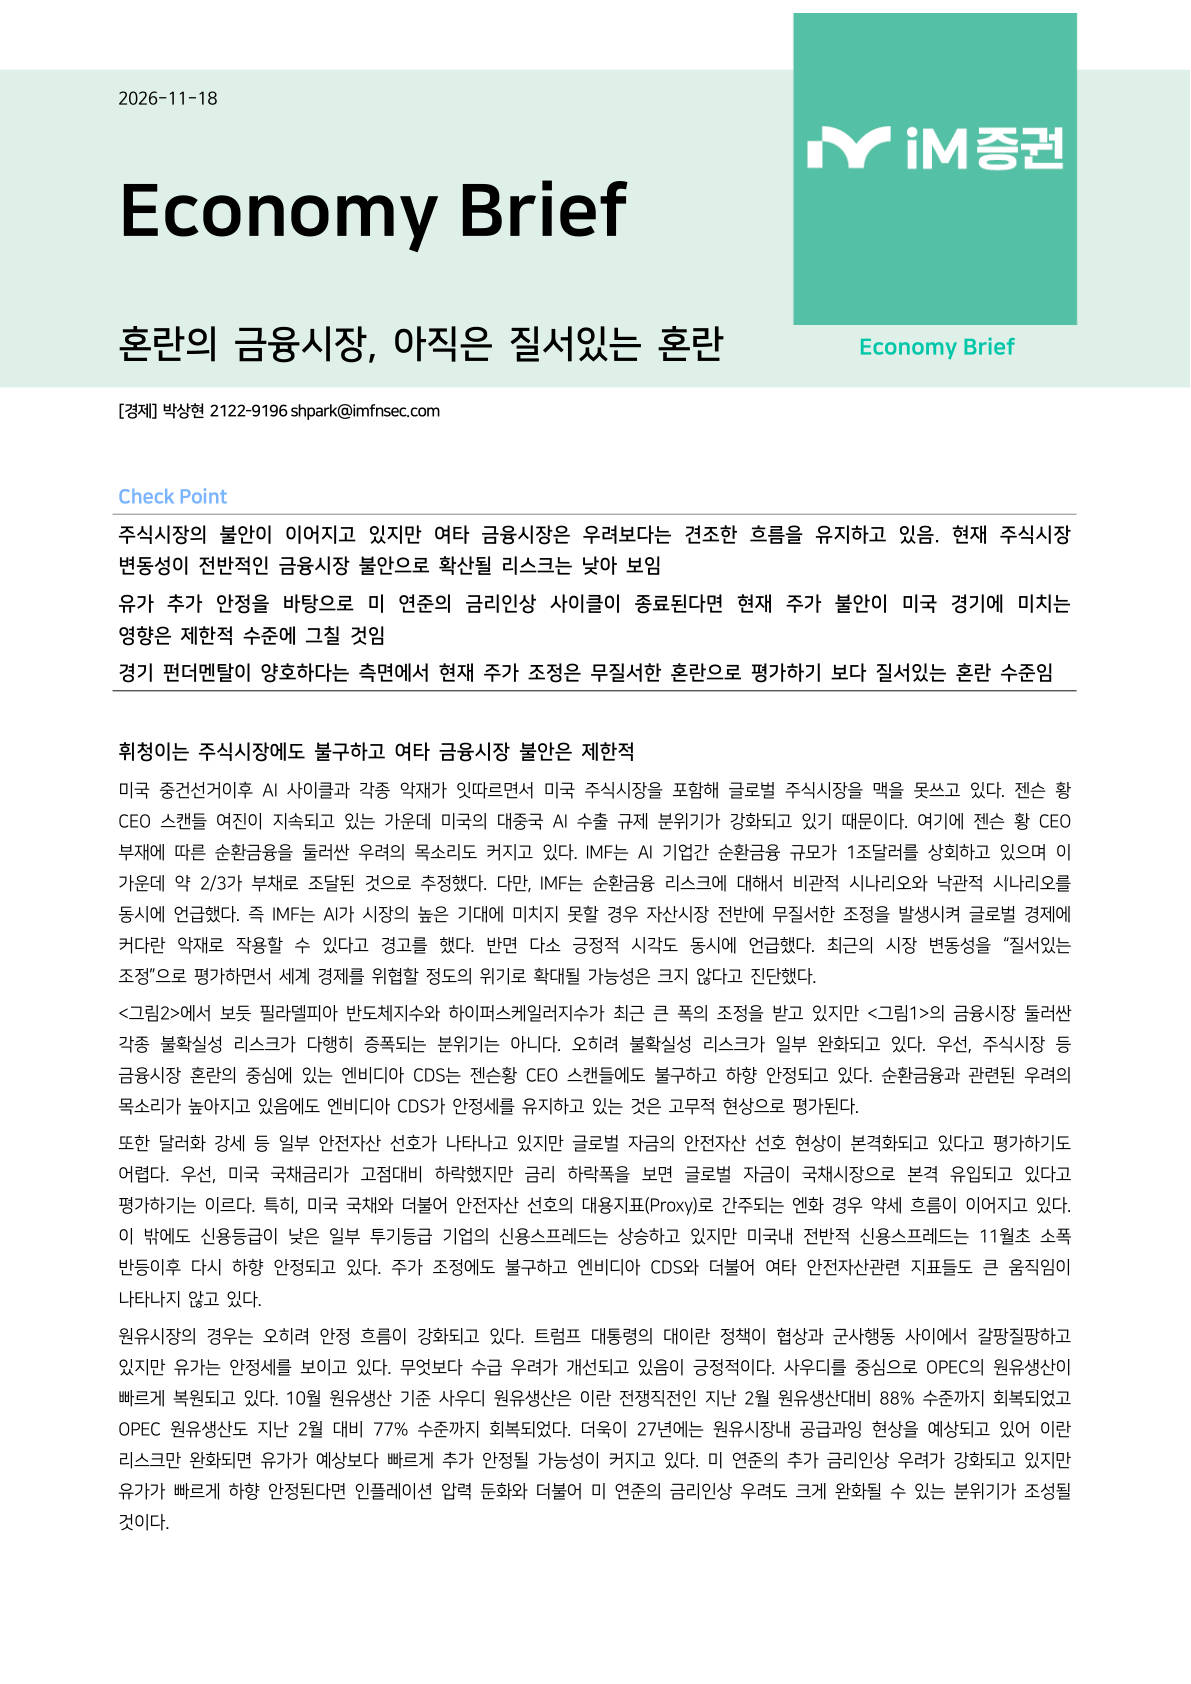 2026-11-18
iM증권
Economy Brief
혼란의 금융시장, 아직은 질서있는 혼란
Economy Brief
[경제] 박상현 2122-9196 shpark@imfnsec.com
Check Point
주식시장의 불안이 이어지고 있지만 여타 금융시장은 우려보다는 견조한 흐름을 유지하고 있음. 현재 주식시장
변동성이 전반적인 금융시장 불안으로 확산될 리스크는 낮아 보임
유가 추가 안정을 바탕으로 미 연준의 금리인상 사이클이 종료된다면 현재 주가 불안이 미국 경기에 미치는
영향은 제한적 수준에 그칠 것임
경기 펀더멘탈이 양호하다는 측면에서 현재 주가 조정은 무질서한 혼란으로 평가하기 보다 질서있는 혼란 수준임
휘청이는 주식시장에도 불구하고 여타 금융시장 불안은 제한적
미국 중건선거이후 AI 사이클과 각종 악재가 잇따르면서 미국 주식시장을 포함해 글로벌 주식시장을 맥을 못쓰고 있다. 젠슨 황
CEO 스캔들 여진이 지속되고 있는 가운데 미국의 대중국 AI 수출 규제 분위기가 강화되고 있기 때문이다. 여기에 젠슨 황 CEO
부재에 따른 순환금융을 둘러싼 우려의 목소리도 커지고 있다. IMF는 AI 기업간 순환금융 규모가 1조달러를 상회하고 있으며 이
가운데 약 2/3가 부채로 조달된 것으로 추정했다. 다만, IMF는 순환금융 리스크에 대해서 비관적 시나리오와 낙관적 시나리오를
동시에 언급했다. 즉 IMF는 AI가 시장의 높은 기대에 미치지 못할 경우 자산시장 전반에 무질서한 조정을 발생시켜 글로벌 경제에
커다란 악재로 작용할 수 있다고 경고를 했다. 반면 다소 긍정적 시각도 동시에 언급했다. 최근의 시장 변동성을 “질서있는
조정”으로 평가하면서 세계 경제를 위협할 정도의 위기로 확대될 가능성은 크지 않다고 진단했다.
<그림2>에서 보듯 필라델피아 반도체지수와 하이퍼스케일러지수가 최근 큰 폭의 조정을 받고 있지만 <그림1>의 금융시장 둘러싼
각종 불확실성 리스크가 다행히 증폭되는 분위기는 아니다. 오히려 불확실성 리스크가 일부 완화되고 있다. 우선, 주식시장 등
금융시장 혼란의 중심에 있는 엔비디아 CDS는 젠슨황 CEO 스캔들에도 불구하고 하향 안정되고 있다. 순환금융과 관련된 우려의
목소리가 높아지고 있음에도 엔비디아 CDS가 안정세를 유지하고 있는 것은 고무적 현상으로 평가된다.
또한 달러화 강세 등 일부 안전자산 선호가 나타나고 있지만 글로벌 자금의 안전자산 선호 현상이 본격화되고 있다고 평가하기도
어렵다. 우선, 미국 국채금리가 고점대비 하락했지만 금리 하락폭을 보면 글로벌 자금이 국채시장으로 본격 유입되고 있다고
평가하기는 이르다. 특히, 미국 국채와 더불어 안전자산 선호의 대용지표(Proxy)로 간주되는 엔화 경우 약세 흐름이 이어지고 있다.
이 밖에도 신용등급이 낮은 일부 투기등급 기업의 신용스프레드는 상승하고 있지만 미국내 전반적 신용스프레드는 11월초 소폭
반등이후 다시 하향 안정되고 있다. 주가 조정에도 불구하고 엔비디아 CDS와 더불어 여타 안전자산관련 지표들도 큰 움직임이
나타나지 않고 있다.
원유시장의 경우는 오히려 안정 흐름이 강화되고 있다. 트럼프 대통령의 대이란 정책이 협상과 군사행동 사이에서 갈팡질팡하고
있지만 유가는 안정세를 보이고 있다. 무엇보다 수급 우려가 개선되고 있음이 긍정적이다. 사우디를 중심으로 OPEC의 원유생산이
빠르게 복원되고 있다. 10월 원유생산 기준 사우디 원유생산은 이란 전쟁직전인 지난 2월 원유생산대비 88% 수준까지 회복되었고
OPEC 원유생산도 지난 2월 대비 77% 수준까지 회복되었다. 더욱이 27년에는 원유시장내 공급과잉 현상을 예상되고 있어 이란
리스크만 완화되면 유가가 예상보다 빠르게 추가 안정될 가능성이 커지고 있다. 미 연준의 추가 금리인상 우려가 강화되고 있지만
유가가 빠르게 하향 안정된다면 인플레이션 압력 둔화와 더불어 미 연준의 금리인상 우려도 크게 완화될 수 있는 분위기가 조성될
것이다.